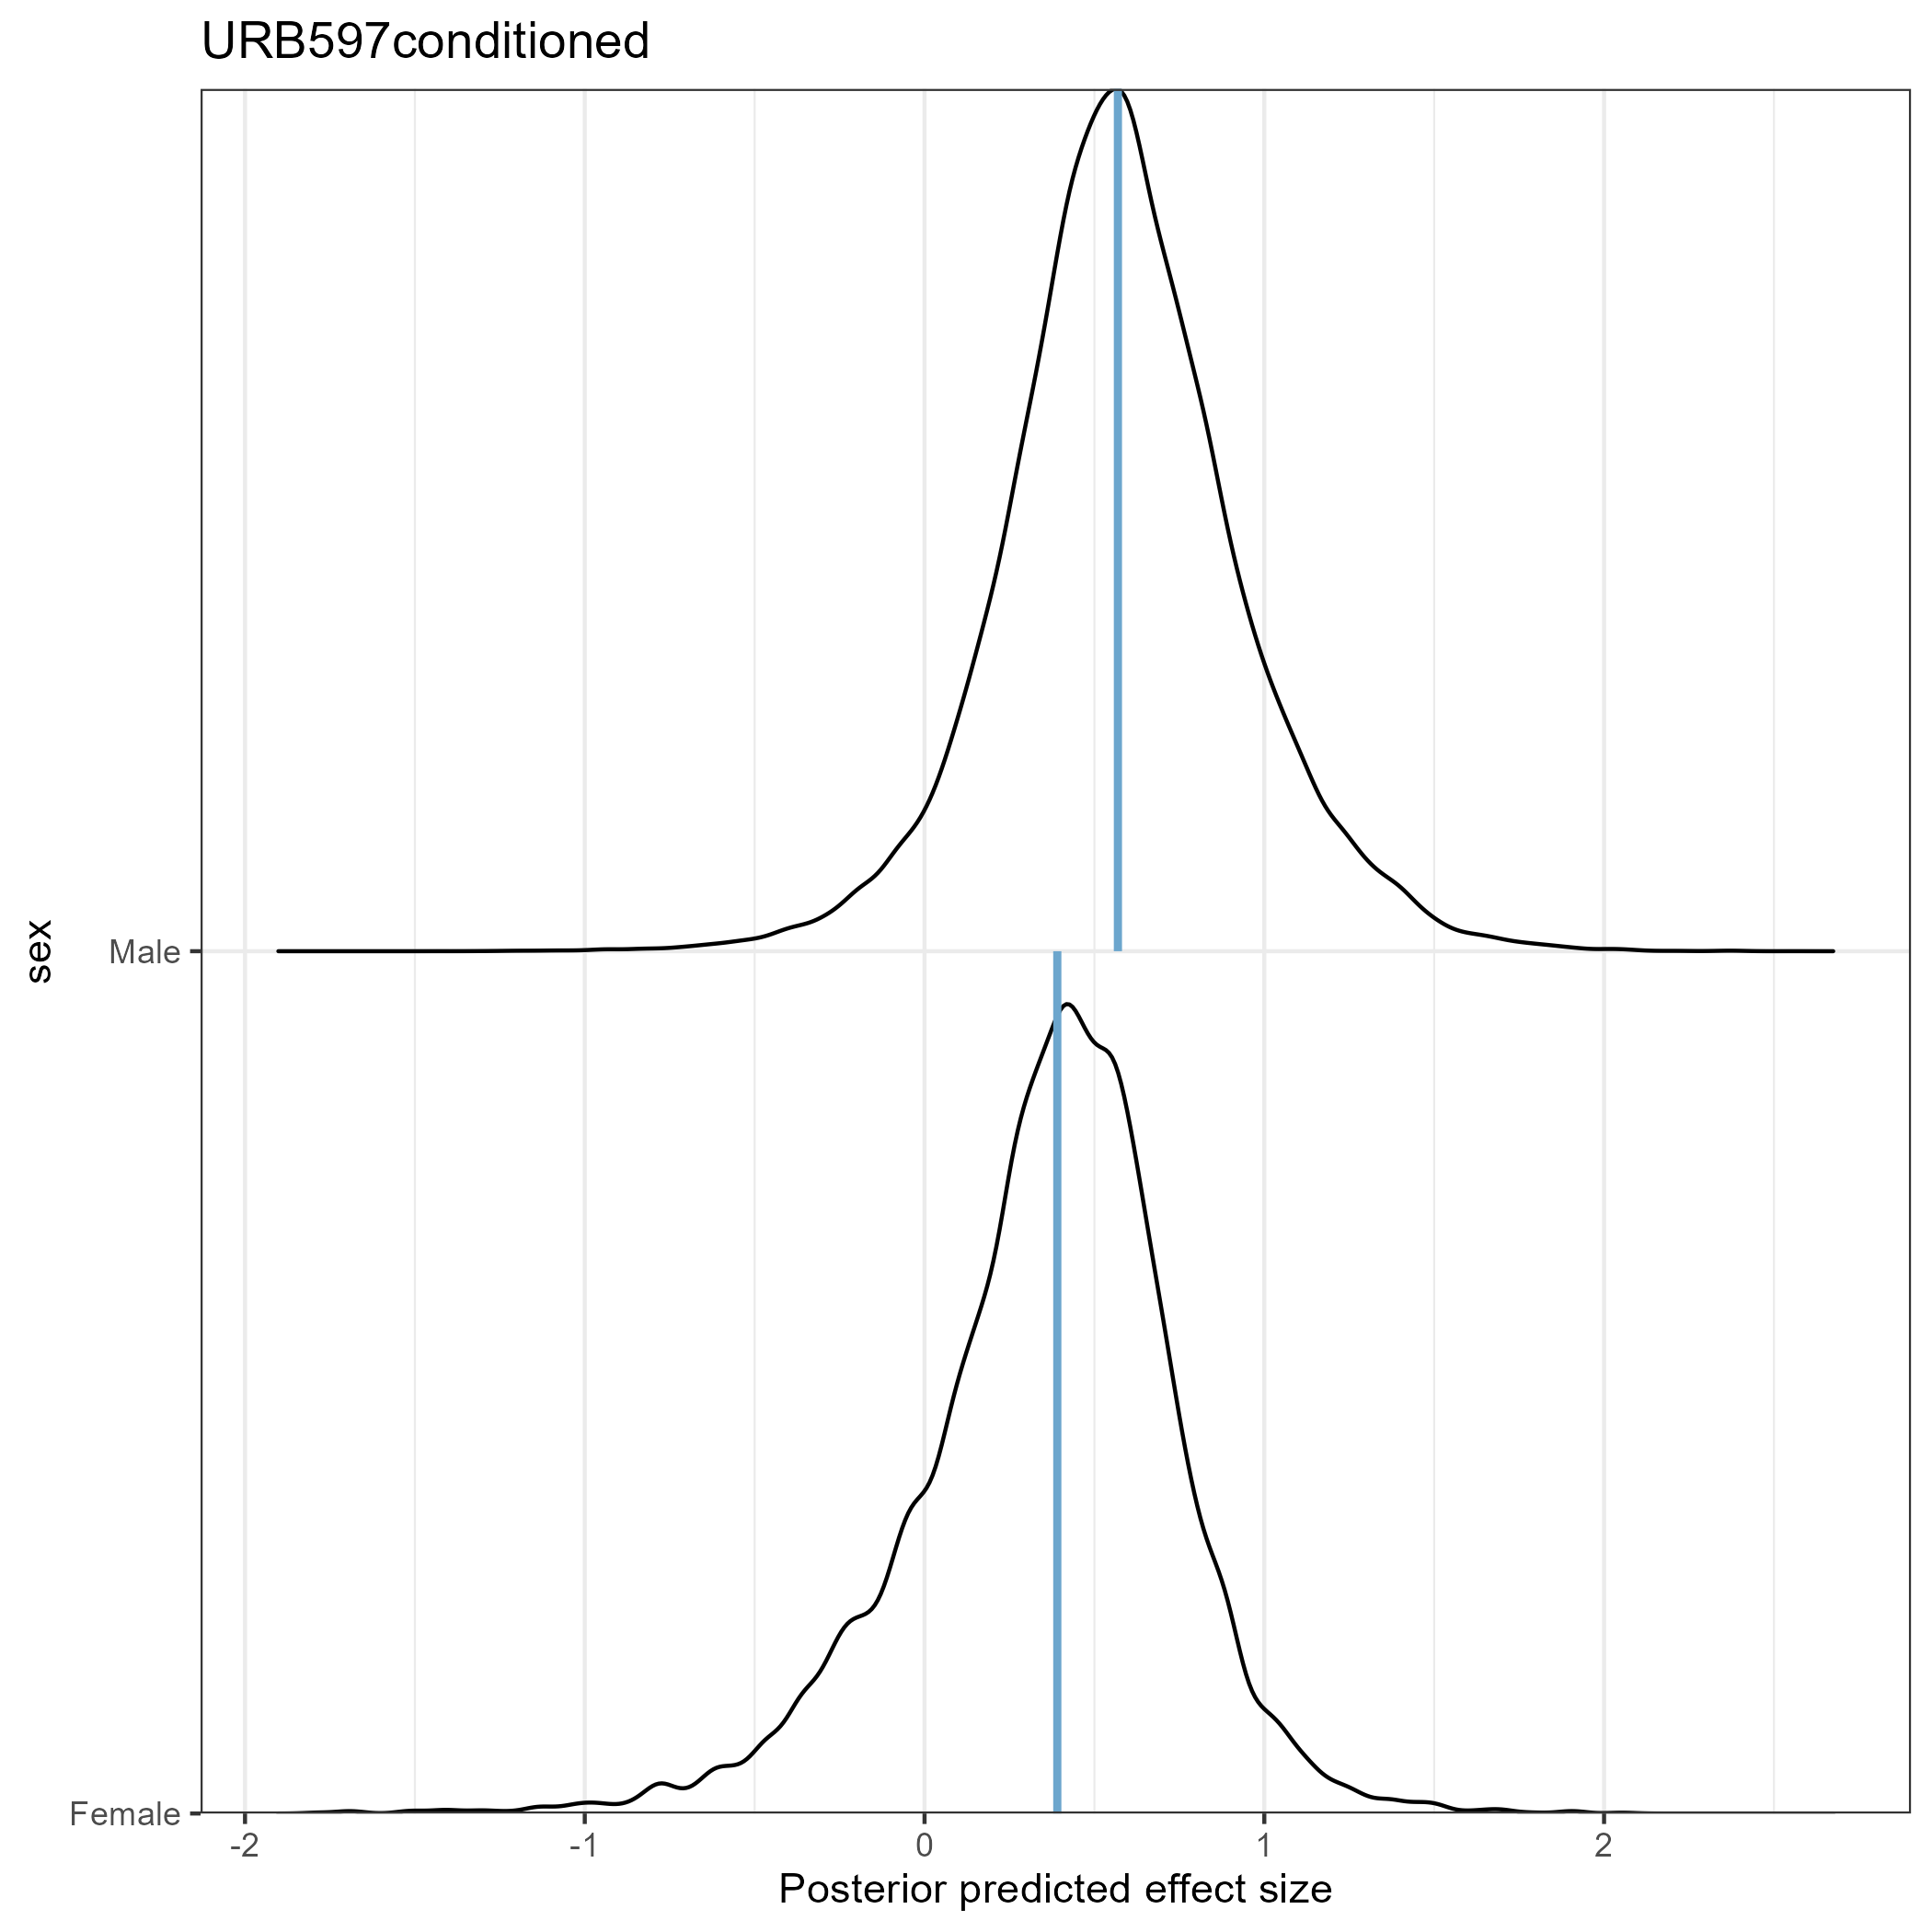 URB597conditioned
sex
Male
Female
-2 -1 0 1 2
Posterior predicted effect size